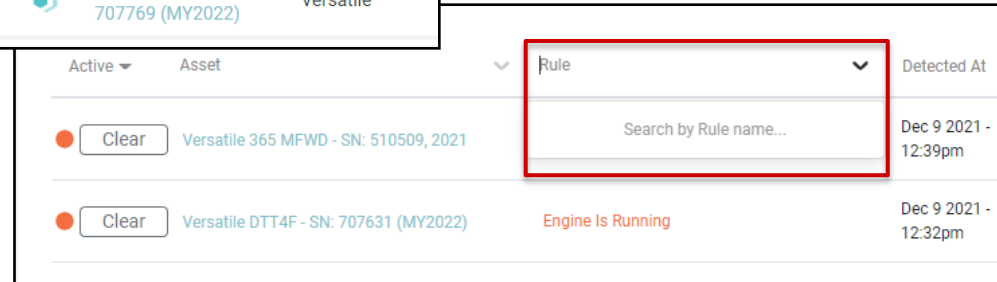 707769 (MY2022)
Versatile
Active
Asset
Rule
Detected At
Search by Rule name...
Clear
Versatile 365 MFWD - SN: 510509, 2021
Dec 9 2021 -
12:39pm
Clear
Versatile DTT4F - SN: 707631 (MY2022)
Engine Is Running
Dec 9 2021 -
12:32pm